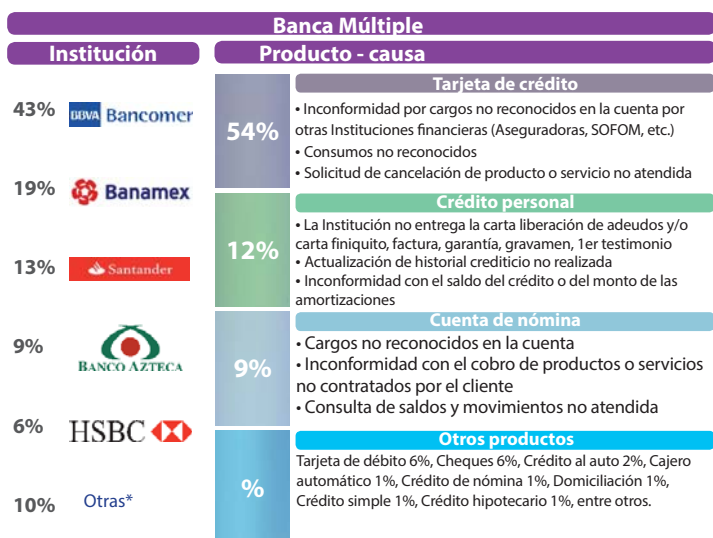 Banca Múltiple
Institución
Producto - causa
43%
BBVA Bancomer
19%
Banamex
13%
Santander
9%
BANCO AZTECA
6%
HSBC
10%
Otras*
54%
Tarjeta de crédito
• Inconformidad por cargos no reconocidos en la cuenta por
otras Instituciones financieras (Aseguradoras, SOFOM, etc.)
• Consumos no reconocidos
• Solicitud de cancelación de producto o servicio no atendida
12%
Crédito personal
• La Institución no entrega la carta liberación de adeudos y/o
carta finiquito, factura, garantía, gravamen, 1er testimonio
• Actualización de historial crediticio no realizada
• Inconformidad con el saldo del crédito o del monto de las
amortizaciones
9%
Cuenta de nómina
• Cargos no reconocidos en la cuenta
• Inconformidad con el cobro de productos o servicios
no contratados por el cliente
• Consulta de saldos y movimientos no atendida
%
Otros productos
Tarjeta de débito 6%, Cheques 6%, Crédito al auto 2%, Cajero
automático 1%, Crédito de nómina 1%, Domiciliación 1%,
Crédito simple 1%, Crédito hipotecario 1%, entre otros.